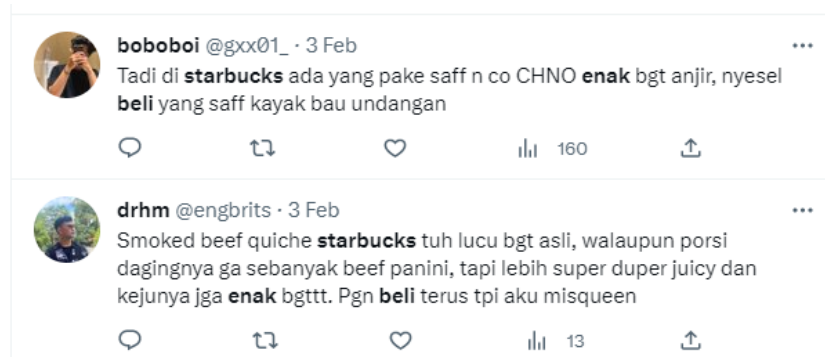 boboboi @gxx01_ · 3 Feb
Tadi di starbucks ada yang pake saff n co CHNO enak bgt anjir, nyesel
beli yang saff kayak bau undangan
160
drhm @engbrits · 3 Feb
Smoked beef quiche starbucks tuh lucu bgt asli, walaupun porsi
dagingnya ga sebanyak beef panini, tapi lebih super duper juicy dan
kejunya jga enak bgttt. Pgn beli terus tpi aku misqueen
13